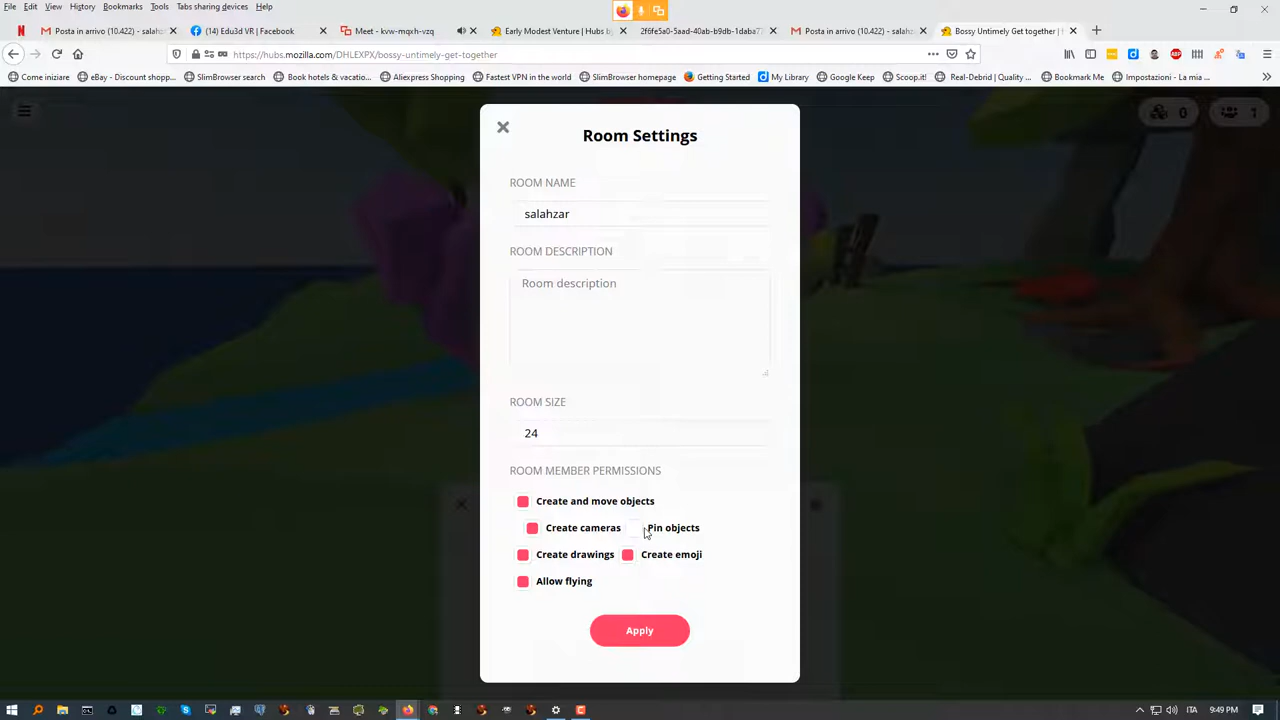 File Edit View History Bookmarks Tools Tabs sharing devices Help
Posta in arrivo (10.422) - salahz
(14) Edu3d VR | Facebook
Meet - kvw-mqxh-vzq
Early Modest Venture | Hubs by
2f6fe5a0-5aad-40ab-b9db-1daba77
Posta in arrivo (10.422) - salahz
Bossy Untimely Get together | h
https://hubs.mozilla.com/DHLEXPX/bossy-untimely-get-together
Come iniziare eBay - Discount shopp... SlimBrowser search Book hotels & vacatio... Aliexpress Shopping Fastest VPN in the world SlimBrowser homepage Getting Started My Library Google Keep Scoop.it! Real-Debrid | Quality ... Bookmark Me Impostazioni - La mia ...
0
1
Room Settings
ROOM NAME
salahzar
ROOM DESCRIPTION
Room description
ROOM SIZE
24
ROOM MEMBER PERMISSIONS
Create and move objects
Create cameras Pin objects
Create drawings Create emoji
Allow flying
Apply
ITA 9:49 PM